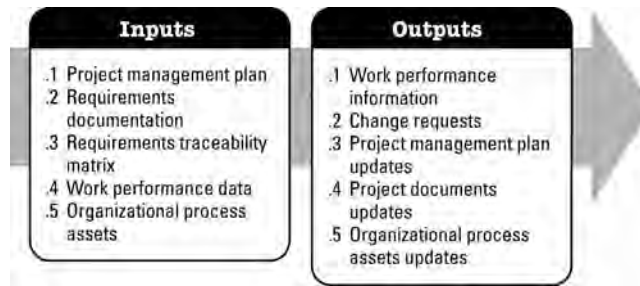 Inputs
.1 Project management plan
.2 Requirements
documentation
.3 Requirements traceability
matrix
.4 Work performance data
.5 Organizational process
assets
Outputs
.1 Work performance
information
.2 Change requests
.3 Project management plan
updates
.4 Project documents
updates
.5 Organizational process
assets updates